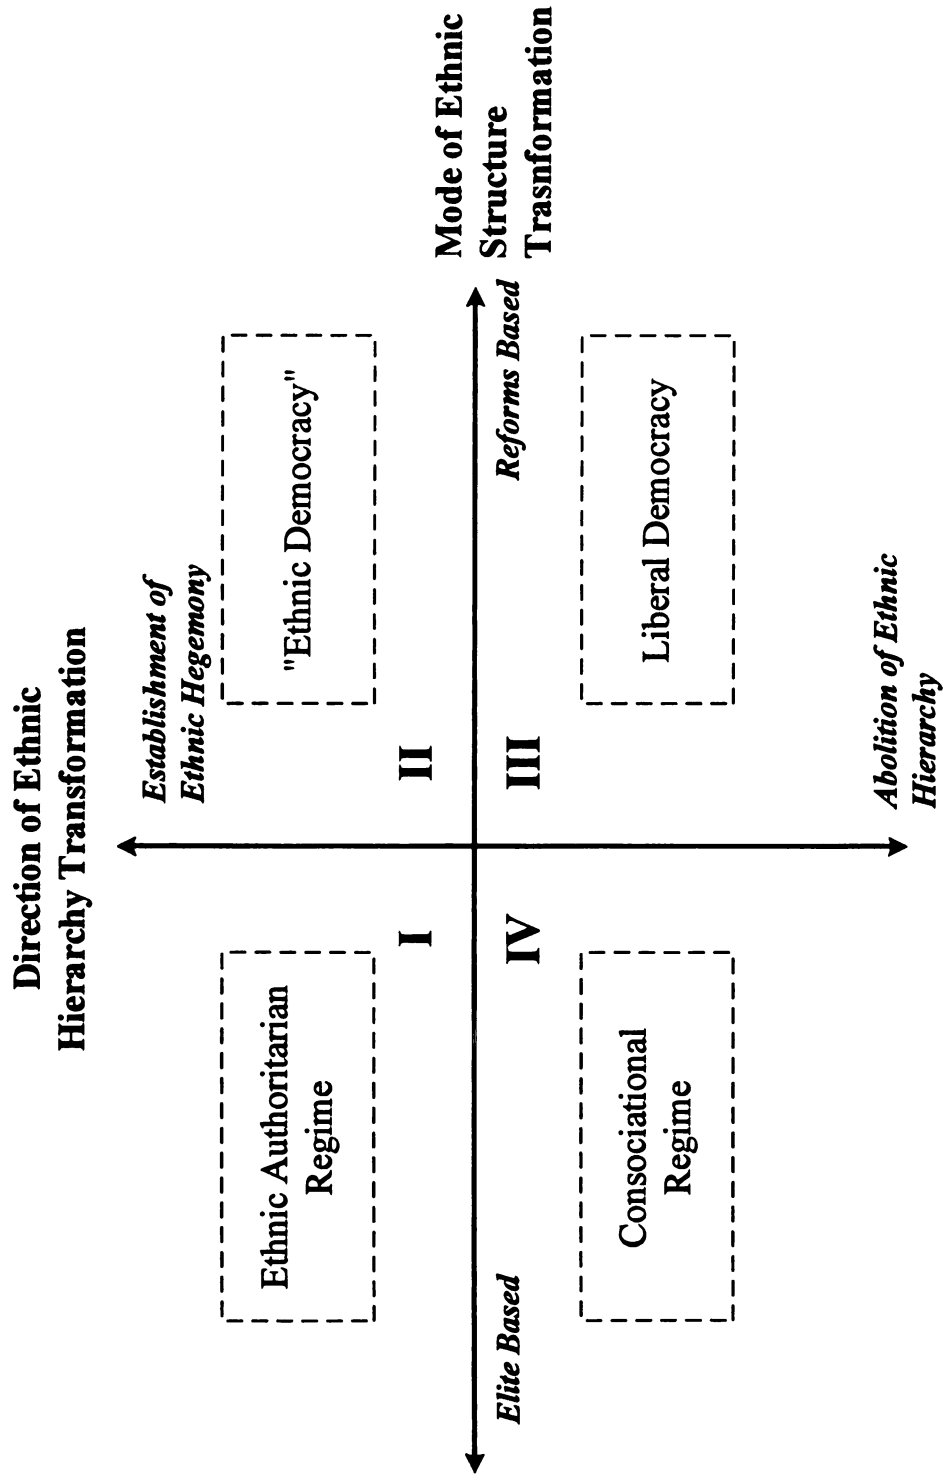 Direction of Ethnic
Hierarchy Transformation
Establishment of
Ethnic Hegemony
Ethnic Authoritarian
Regime
"Ethnic Democracy"
I
II
Mode of Ethnic
Structure
Trasnformation
Elite Based
Reforms Based
IV
III
Consociational
Regime
Liberal Democracy
Abolition of Ethnic
Hierarchy